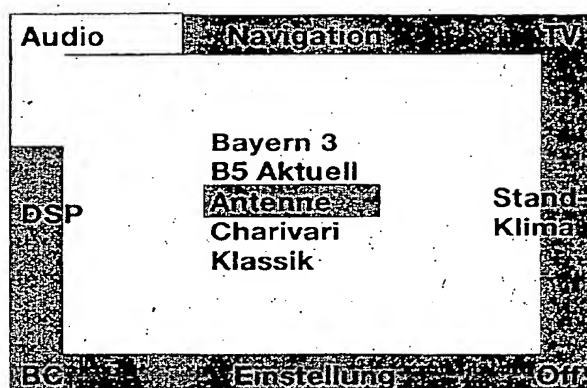 Audio Navigation TV
Bayern 3
B5 Aktuell
Antenne
Charivari
Klassik
DSP
Stand-
Klima
BC Einstellung Off